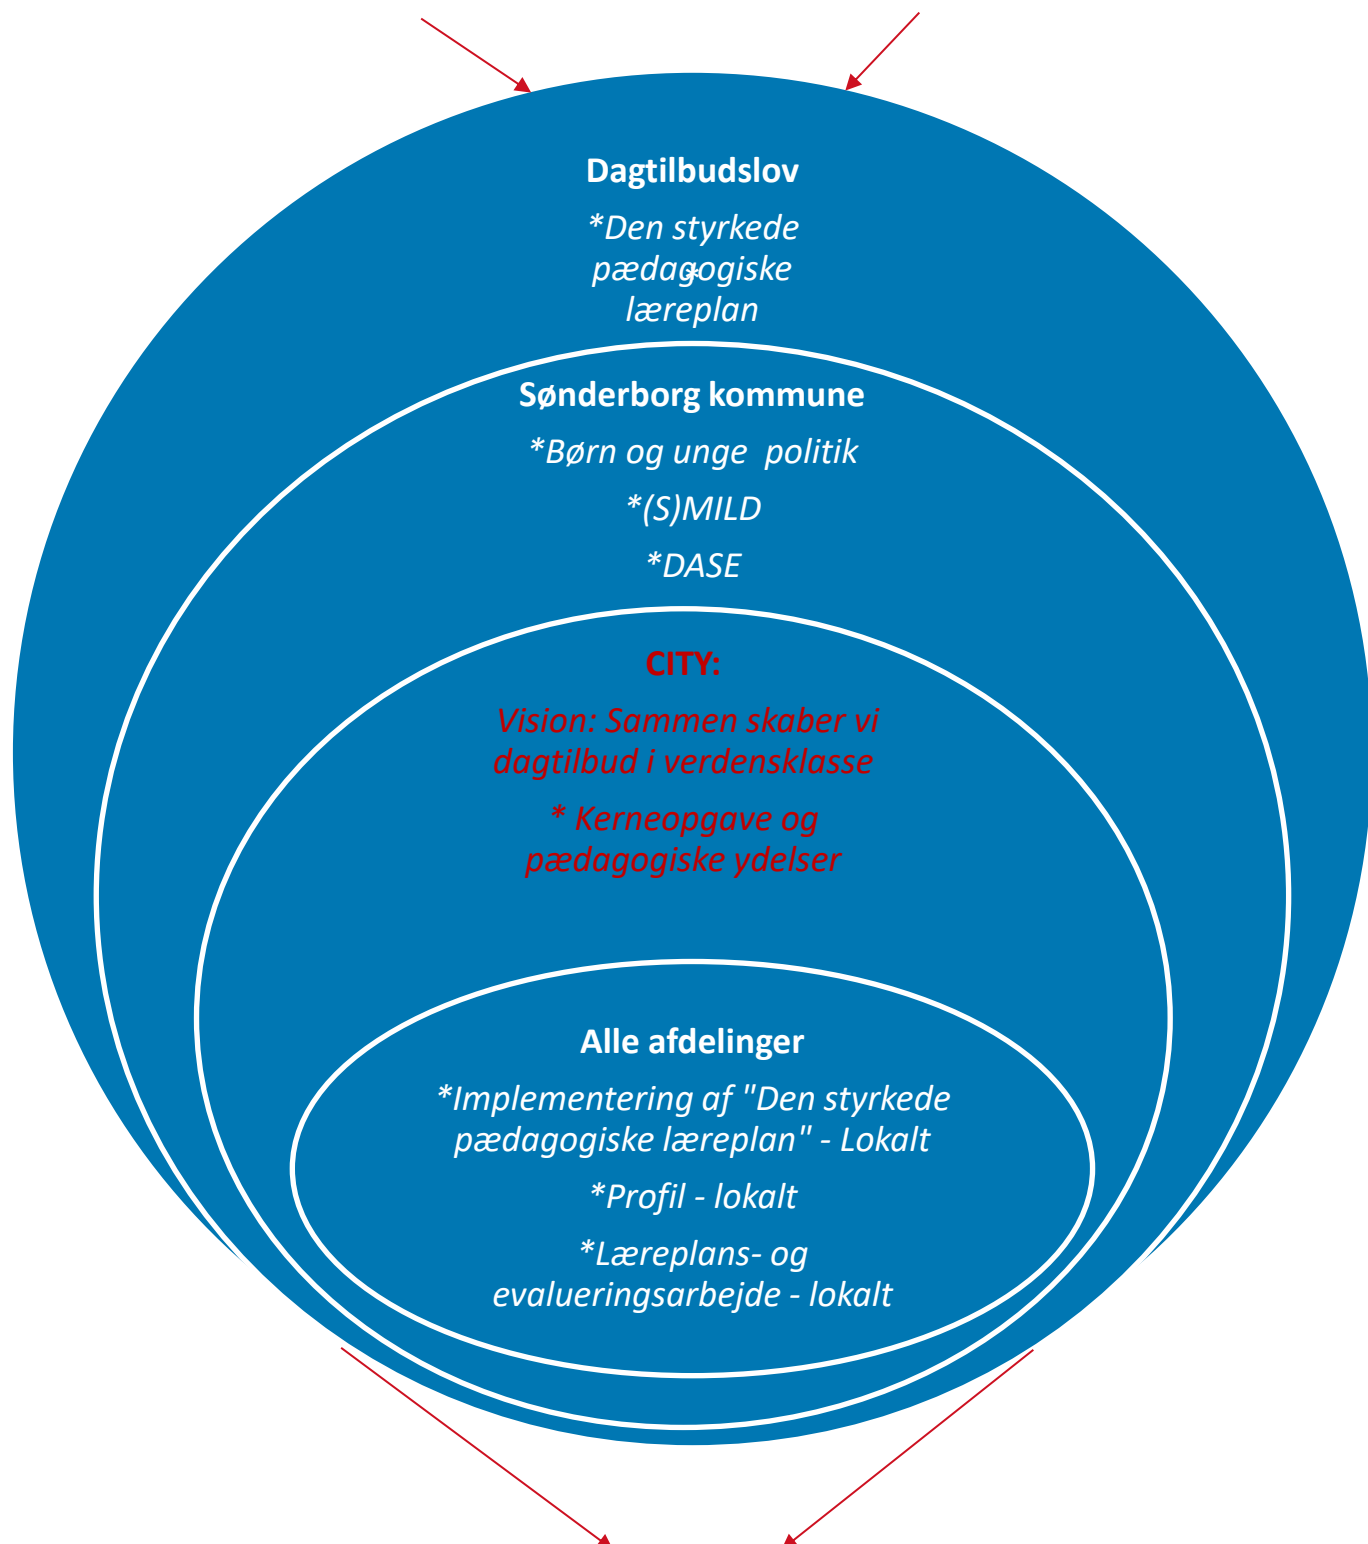 Dagtilbudslov
*Den styrkede
pædagogiske
*
læreplan
Sønderborg kommune
*Børn og unge  politik
*(S)MILD
*DASE
CITY:
Vision: Sammen skaber vi
dagtilbud i verdensklasse
* Kerneopgave og
pædagogiske ydelser
Alle afdelinger
*Implementering af "Den styrkede
pædagogiske læreplan" - Lokalt
*Profil - lokalt
*Læreplans- og
evalueringsarbejde - lokalt